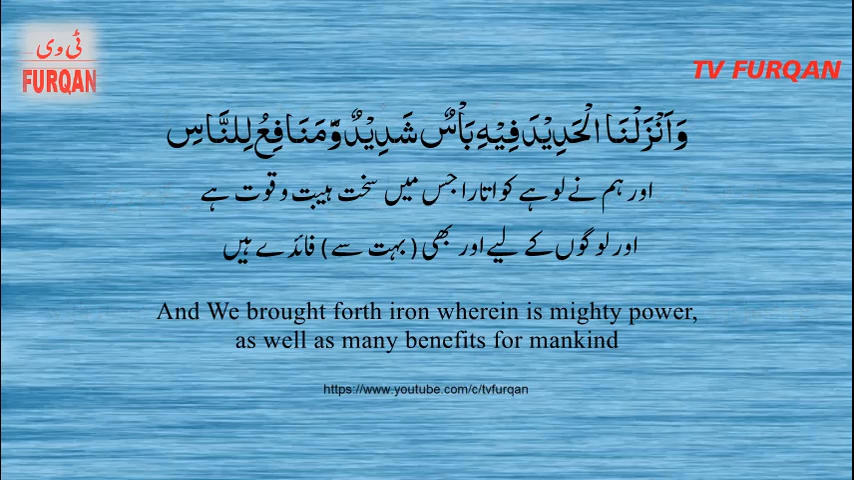 ٹی وی
FURQAN
TV FURQAN
وَاَنْزَلْنَا الْحَدِيْدَ فِيْهِ بَاْسٌ شَدِيْدٌ وَّمَنَافِعُ لِلنَّاسِ
اور ہم نے لوہے کو اتارا جس میں سخت ہیبت و قوت ہے
اور لوگوں کے لیے اور بھی (بہت سے) فائدے ہیں
And We brought forth iron wherein is mighty power,
as well as many benefits for mankind
https://www.youtube.com/c/tvfurqan